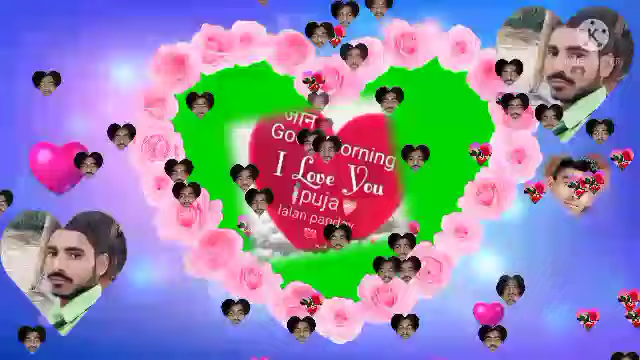 जान
Good morning
I Love You
puja
lalan pandey